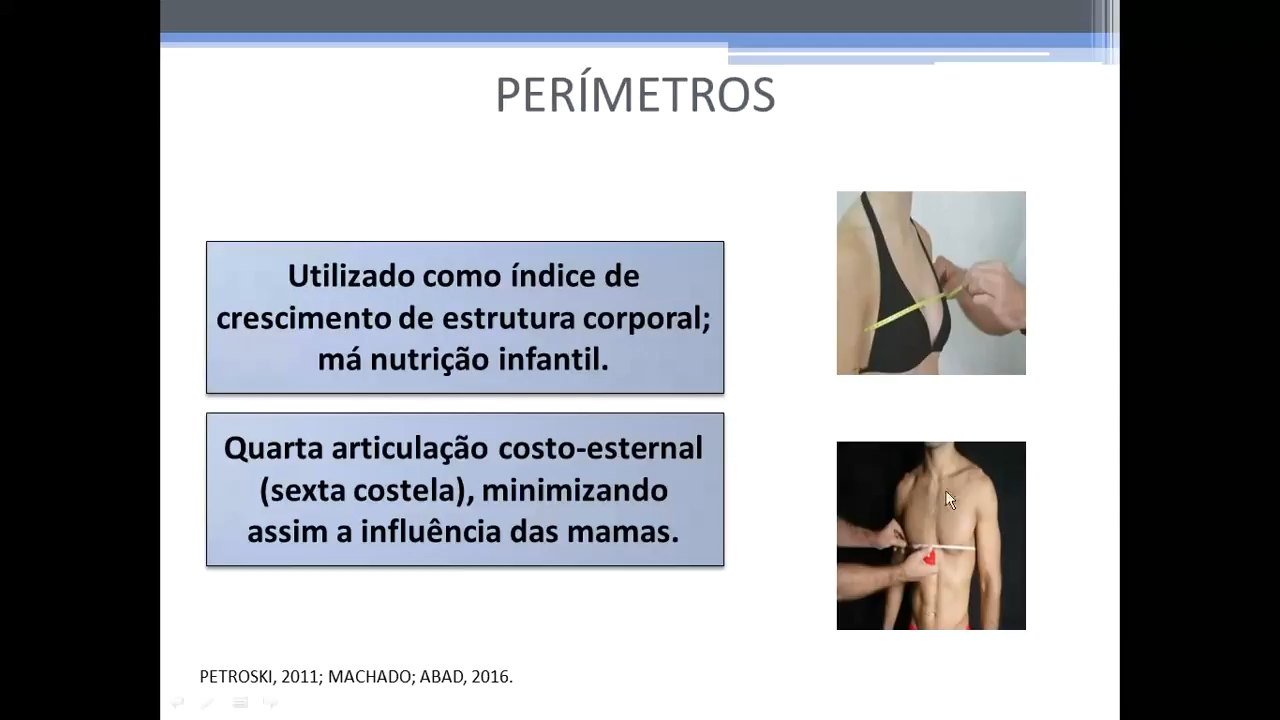 PERÍMETROS
Utilizado como índice de
crescimento de estrutura corporal;
má nutrição infantil.
Quarta articulação costo-esternal
(sexta costela), minimizando
assim a influência das mamas.
PETROSKI, 2011; MACHADO; ABAD, 2016.